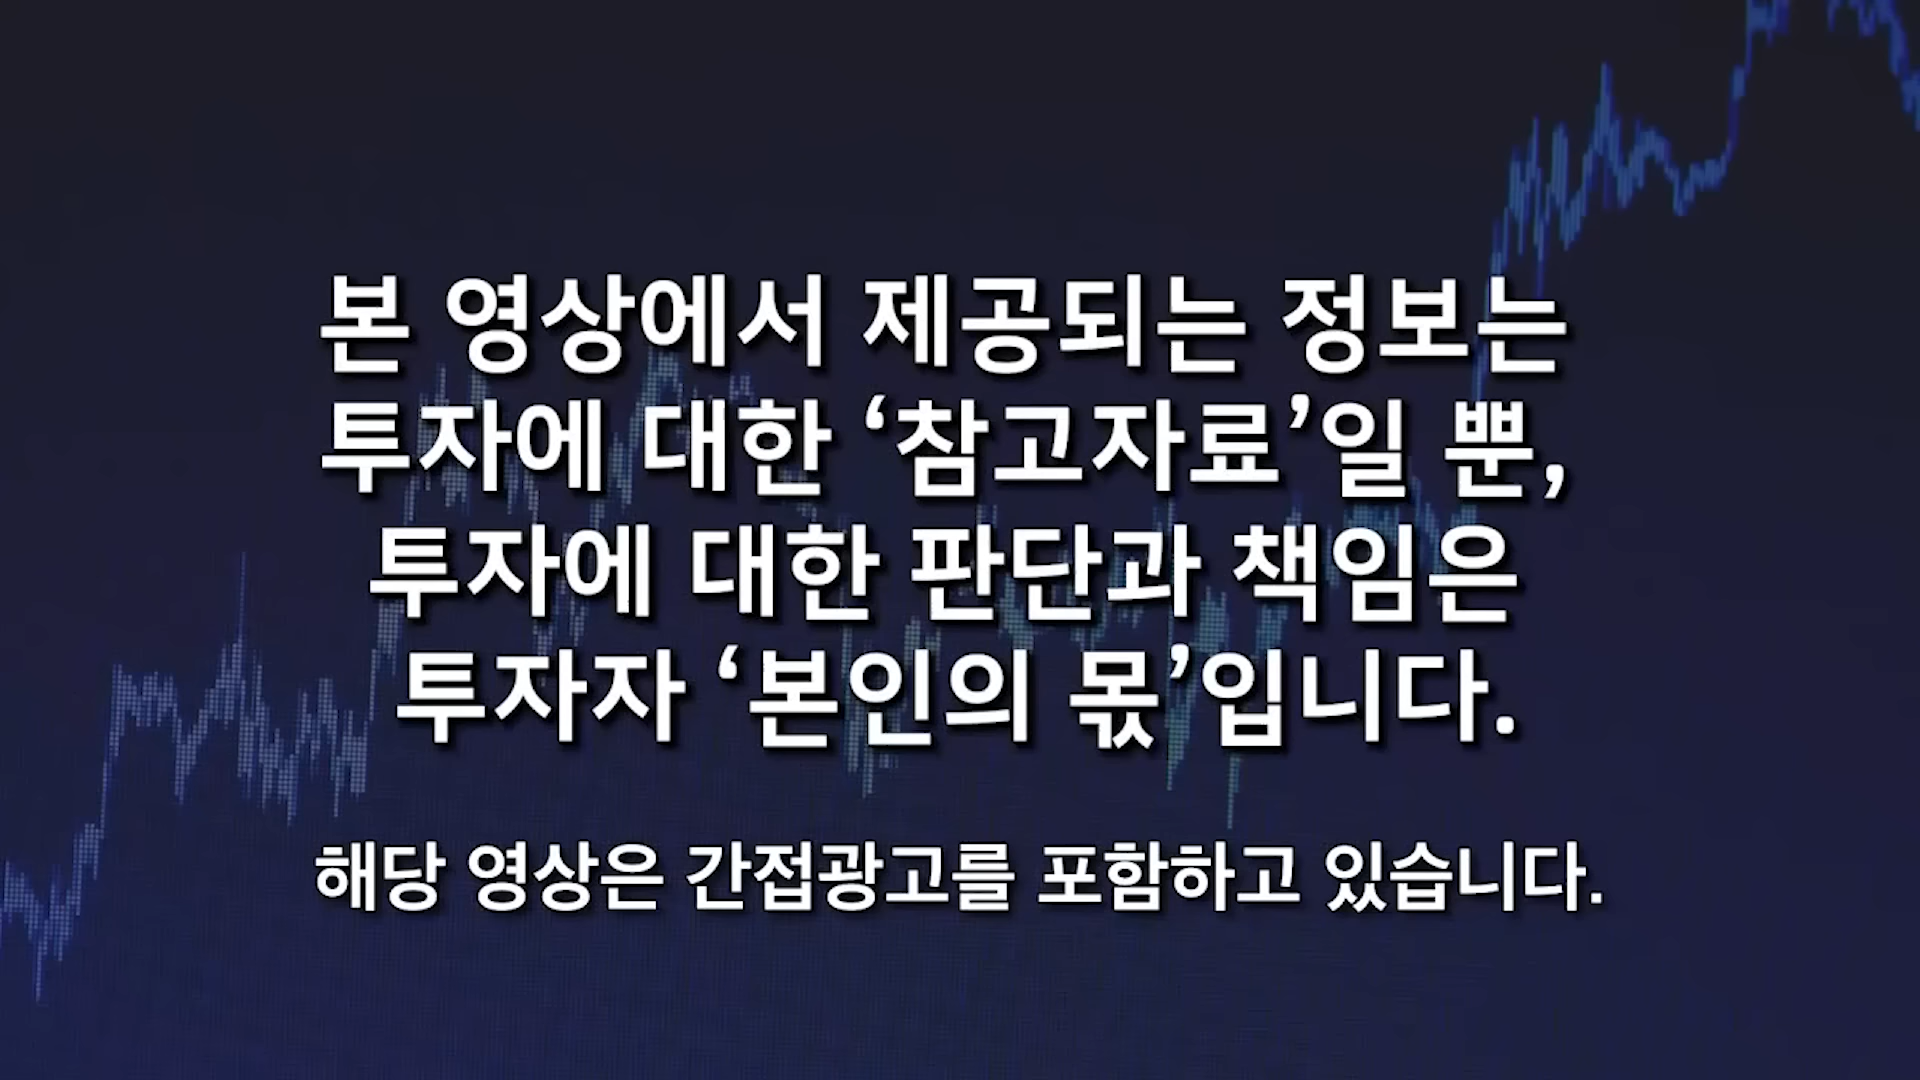 본 영상에서 제공되는 정보는
투자에 대한 ‘참고자료’일 뿐,
투자에 대한 판단과 책임은
투자자 ‘본인의 몫’입니다.
해당 영상은 간접광고를 포함하고 있습니다.